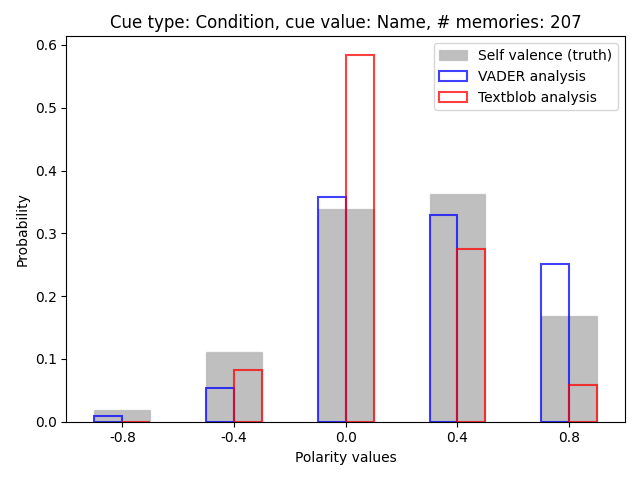 Cue type: Condition, cue value: Name, # memories: 207
Self valence (truth)
VADER analysis
Textblob analysis
Probability
0.6
0.5
0.4
0.3
0.2
0.1
0.0
-0.8 -0.4 0.0 0.4 0.8
Polarity values